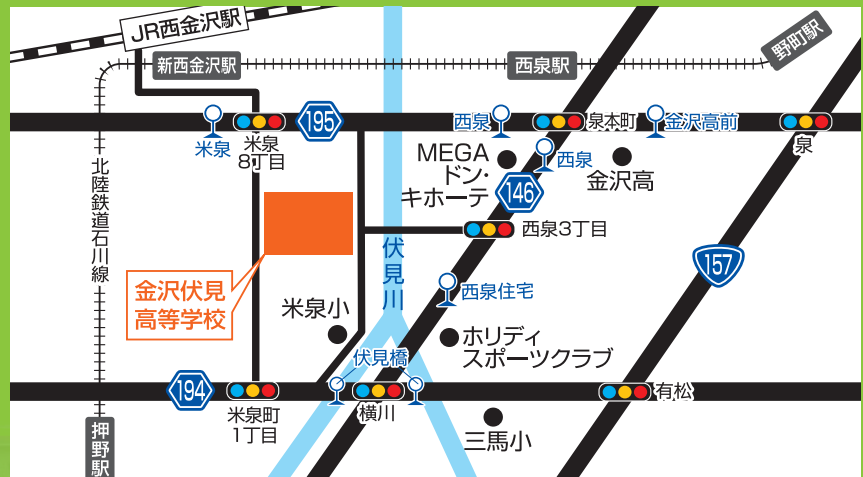 JR西金沢駅
新西金沢駅
西泉駅
野町駅
195
米泉
米泉
8丁目
西泉
泉本町
金沢高前
泉
MEGA
ドン・
キホーテ
西泉
金沢高
146
西泉3丁目
北陸鉄道石川線
伏見川
157
金沢伏見
高等学校
西泉住宅
米泉小
ホリディ
スポーツクラブ
伏見橋
194
米泉町
1丁目
横川
有松
三馬小
押野駅